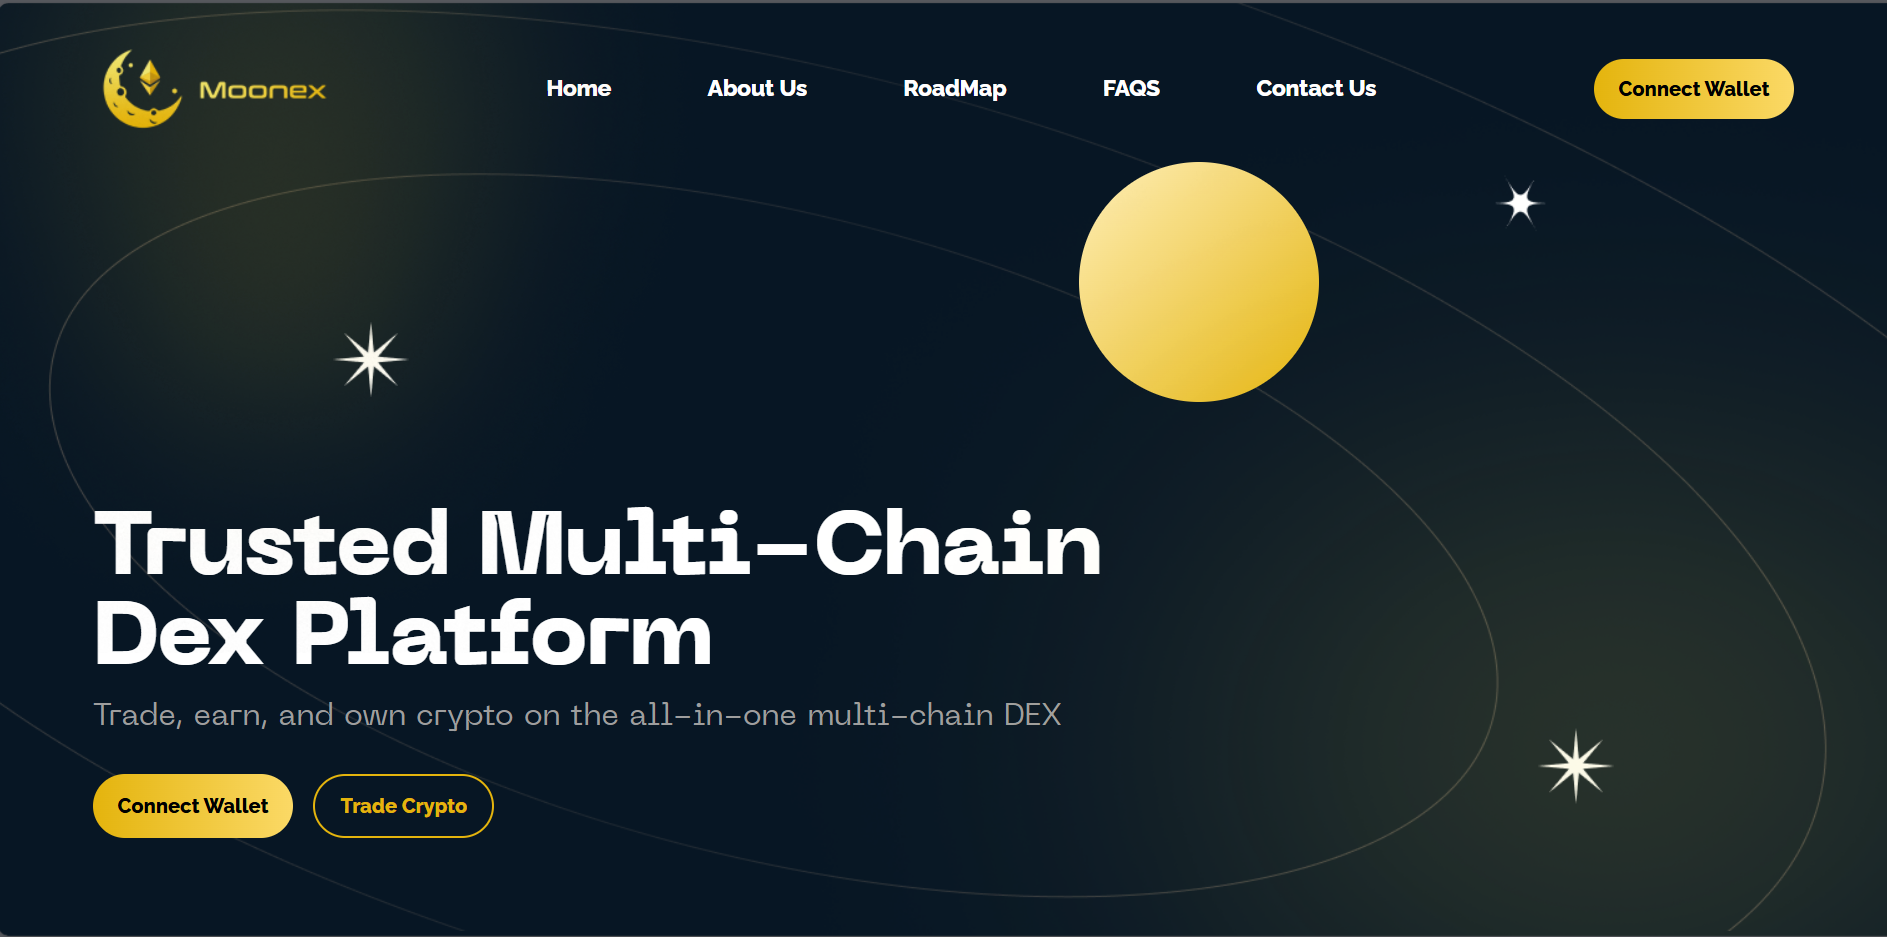 Moonex
Home
About Us
RoadMap
FAQS
Contact Us
Connect Wallet
Trusted Multi-Chain
Dex Platform
Trade, earn, and own crypto on the all-in-one multi-chain DEX
Connect Wallet
Trade Crypto